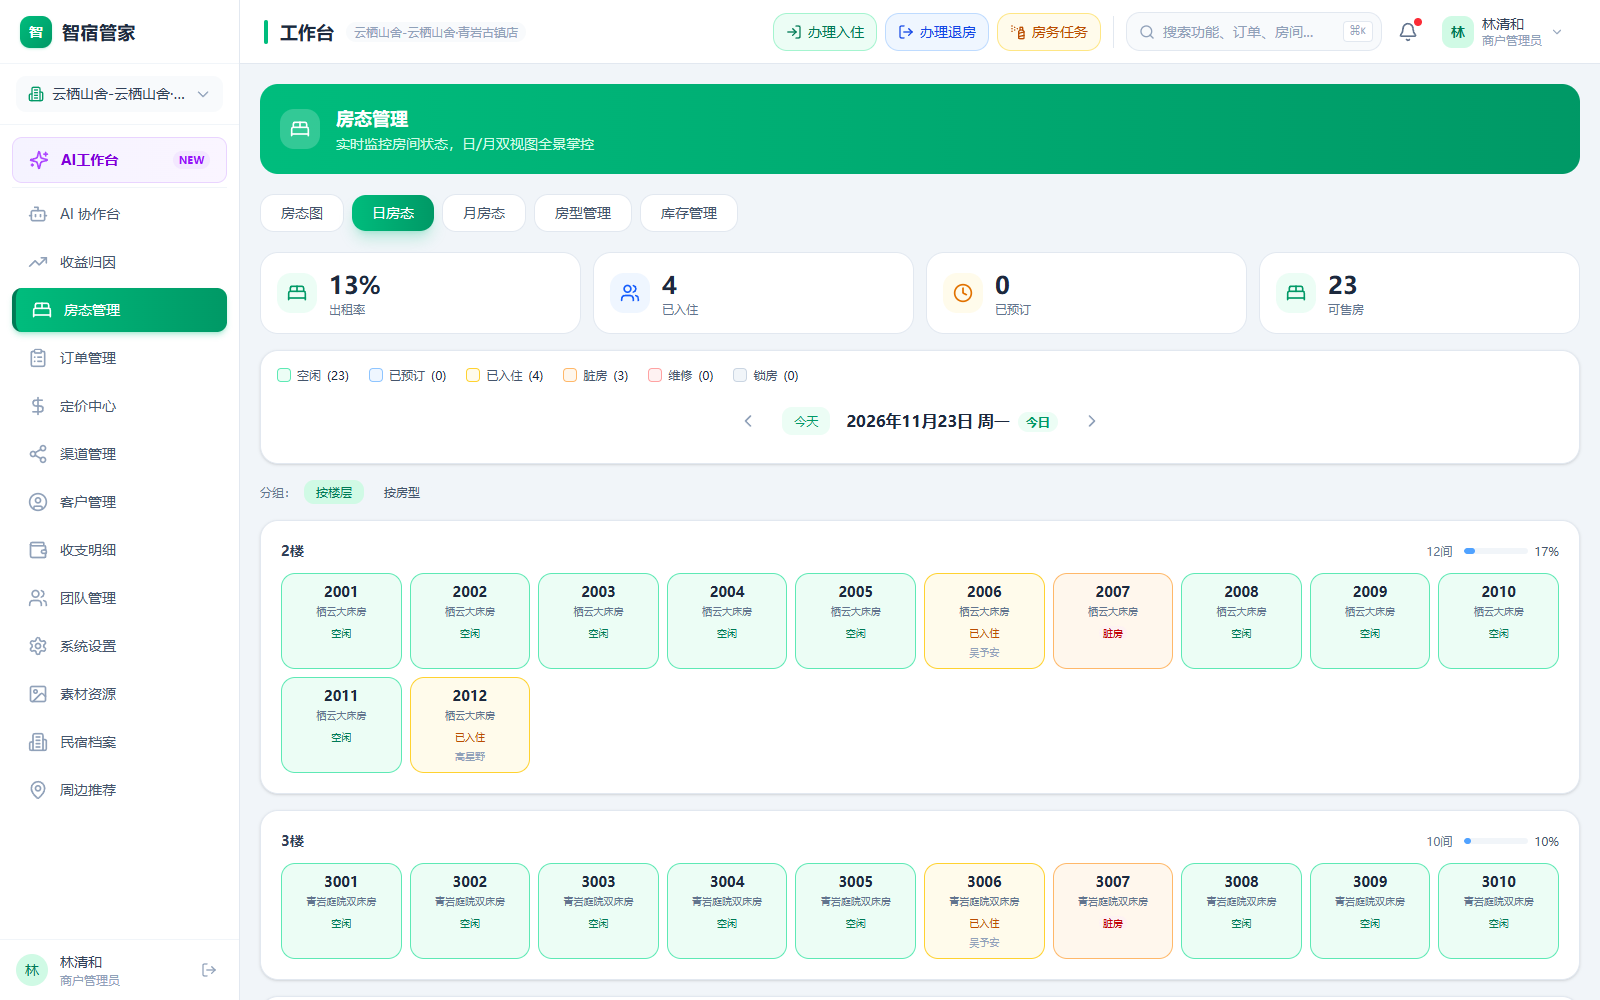 智 智宿管家
云栖山舍-云栖山舍·...
AI工作台 NEW
AI 协作台
收益归因
房态管理
订单管理
定价中心
渠道管理
客户管理
收支明细
团队管理
系统设置
素材资源
民宿档案
周边推荐
林 林清和
商户管理员
工作台 云栖山舍-云栖山舍·青岩古镇店
办理入住 办理退房 房务任务 搜索功能、订单、房间... ⌘K
林 林清和
商户管理员
房态管理
实时监控房间状态，日/月双视图全景掌控
房态图 日房态 月房态 房型管理 库存管理
13% 出租率
4 已入住
0 已预订
23 可售房
空闲 (23) 已预订 (0) 已入住 (4) 脏房 (3) 维修 (0) 锁房 (0)
今天 2026年11月23日 周一 今日
分组： 按楼层 按房型
2楼 12间 17%
2001 2002 2003 2004 2005 2006 2007 2008 2009 2010
栖云大床房 栖云大床房 栖云大床房 栖云大床房 栖云大床房 栖云大床房 栖云大床房 栖云大床房 栖云大床房 栖云大床房
空闲 空闲 空闲 空闲 空闲 已入住 脏房 空闲 空闲 空闲
吴予安
2011 2012
栖云大床房 栖云大床房
空闲 已入住
高星野
3楼 10间 10%
3001 3002 3003 3004 3005 3006 3007 3008 3009 3010
青岩庭院双床房 青岩庭院双床房 青岩庭院双床房 青岩庭院双床房 青岩庭院双床房 青岩庭院双床房 青岩庭院双床房 青岩庭院双床房 青岩庭院双床房 青岩庭院双床房
空闲 空闲 空闲 空闲 空闲 已入住 脏房 空闲 空闲 空闲
吴予安